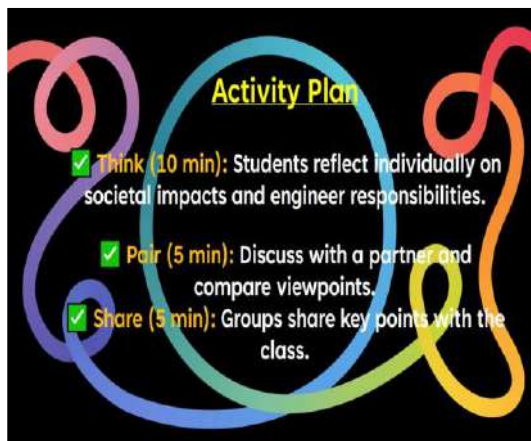 Activity Plan
✅ Think (10 min): Students reflect individually on
societal impacts and engineer responsibilities.
✅ Pair (5 min): Discuss with a partner and
compare viewpoints.
✅ Share (5 min): Groups share key points with the
class.